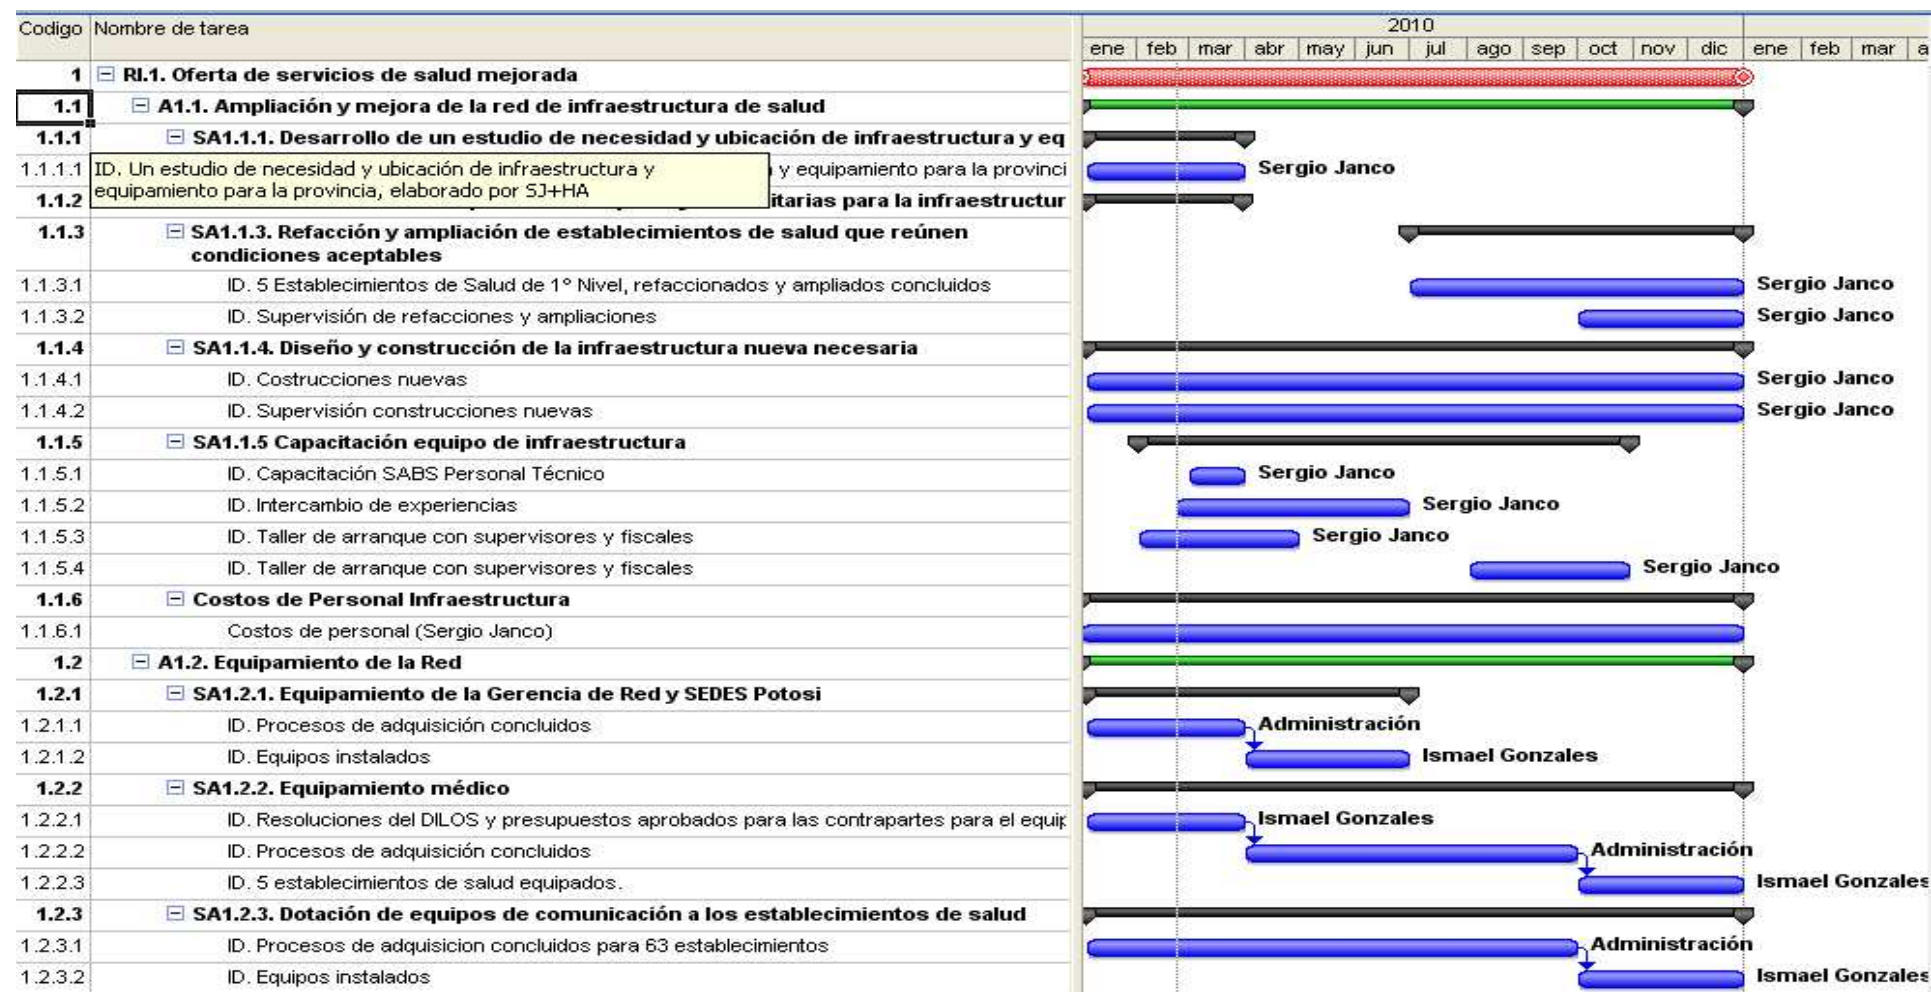 Codigo Nombre de tarea 2010
ene feb mar abr may jun jul ago sep oct nov dic ene feb mar a
1 RI.1. Oferta de servicios de salud mejorada
1.1 A1.1. Ampliación y mejora de la red de infraestructura de salud
1.1.1 SA1.1.1. Desarrollo de un estudio de necesidad y ubicación de infraestructura y eq
1.1.1.1 ID. Un estudio de necesidad y ubicación de infraestructura y y equipamiento para la provinci Sergio Janco
equipamiento para la provincia, elaborado por SJ+HA
1.1.2 itarias para la infraestructur
1.1.3 SA1.1.3. Refacción y ampliación de establecimientos de salud que reúnen
condiciones aceptables
1.1.3.1 ID. 5 Establecimientos de Salud de 1º Nivel, refaccionados y ampliados concluidos Sergio Janco
1.1.3.2 ID. Supervisión de refacciones y ampliaciones Sergio Janco
1.1.4 SA1.1.4. Diseño y construcción de la infraestructura nueva necesaria
1.1.4.1 ID. Costrucciones nuevas Sergio Janco
1.1.4.2 ID. Supervisión construcciones nuevas Sergio Janco
1.1.5 SA1.1.5 Capacitación equipo de infraestructura
1.1.5.1 ID. Capacitación SABS Personal Técnico Sergio Janco
1.1.5.2 ID. Intercambio de experiencias Sergio Janco
1.1.5.3 ID. Taller de arranque con supervisores y fiscales Sergio Janco
1.1.5.4 ID. Taller de arranque con supervisores y fiscales Sergio Janco
1.1.6 Costos de Personal Infraestructura
1.1.6.1 Costos de personal (Sergio Janco)
1.2 A1.2. Equipamiento de la Red
1.2.1 SA1.2.1. Equipamiento de la Gerencia de Red y SEDES Potosi
1.2.1.1 ID. Procesos de adquisición concluidos Administración
1.2.1.2 ID. Equipos instalados Ismael Gonzales
1.2.2 SA1.2.2. Equipamiento médico
1.2.2.1 ID. Resoluciones del DILOS y presupuestos aprobados para las contrapartes para el equip Ismael Gonzales
1.2.2.2 ID. Procesos de adquisición concluidos Administración
1.2.2.3 ID. 5 establecimientos de salud equipados. Ismael Gonzales
1.2.3 SA1.2.3. Dotación de equipos de comunicación a los establecimientos de salud
1.2.3.1 ID. Procesos de adquisicion concluidos para 63 establecimientos Administración
1.2.3.2 ID. Equipos instalados Ismael Gonzales